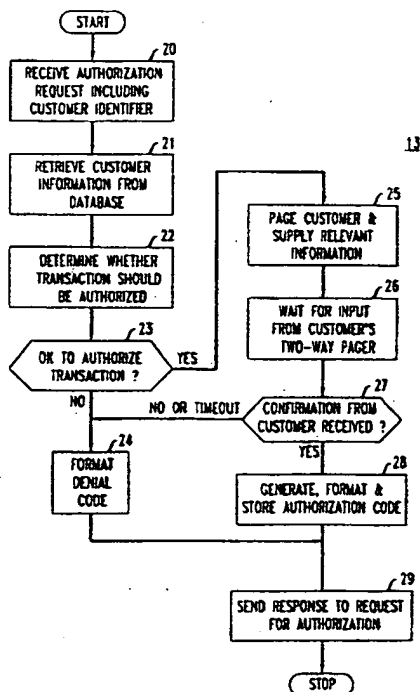 START
20
RECEIVE AUTHORIZATION
REQUEST INCLUDING
CUSTOMER IDENTIFIER
21
RETRIEVE CUSTOMER
INFORMATION FROM
DATABASE
22
DETERMINE WHETHER
TRANSACTION SHOULD
BE AUTHORIZED
23
OK TO AUTHORIZE
TRANSACTION ?
YES
NO
24
FORMAT
DENIAL
CODE
13
25
PAGE CUSTOMER &
SUPPLY RELEVANT
INFORMATION
26
WAIT FOR INPUT
FROM CUSTOMER'S
TWO-WAY PAGER
27
NO OR TIMEOUT
CONFIRMATION FROM
CUSTOMER RECEIVED ?
YES
28
GENERATE, FORMAT &
STORE AUTHORIZATION CODE
29
SEND RESPONSE TO REQUEST
FOR AUTHORIZATION
STOP